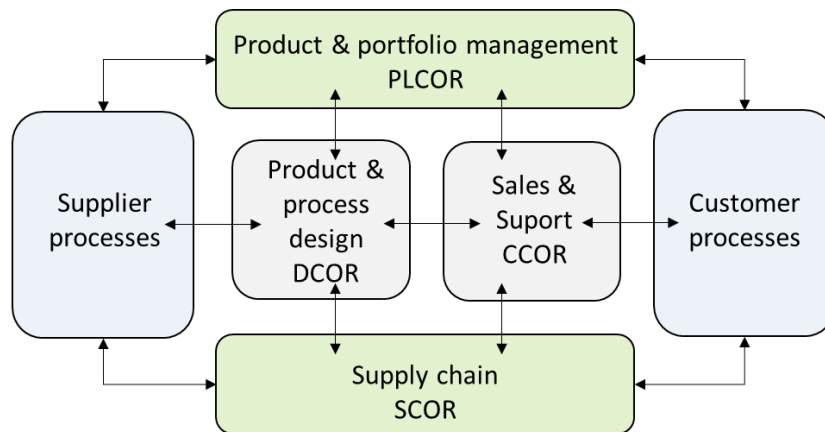 Product & portfolio management
PLCOR
Supplier
processes
Product &
process
design
DCOR
Sales &
Suport
CCOR
Customer
processes
Supply chain
SCOR